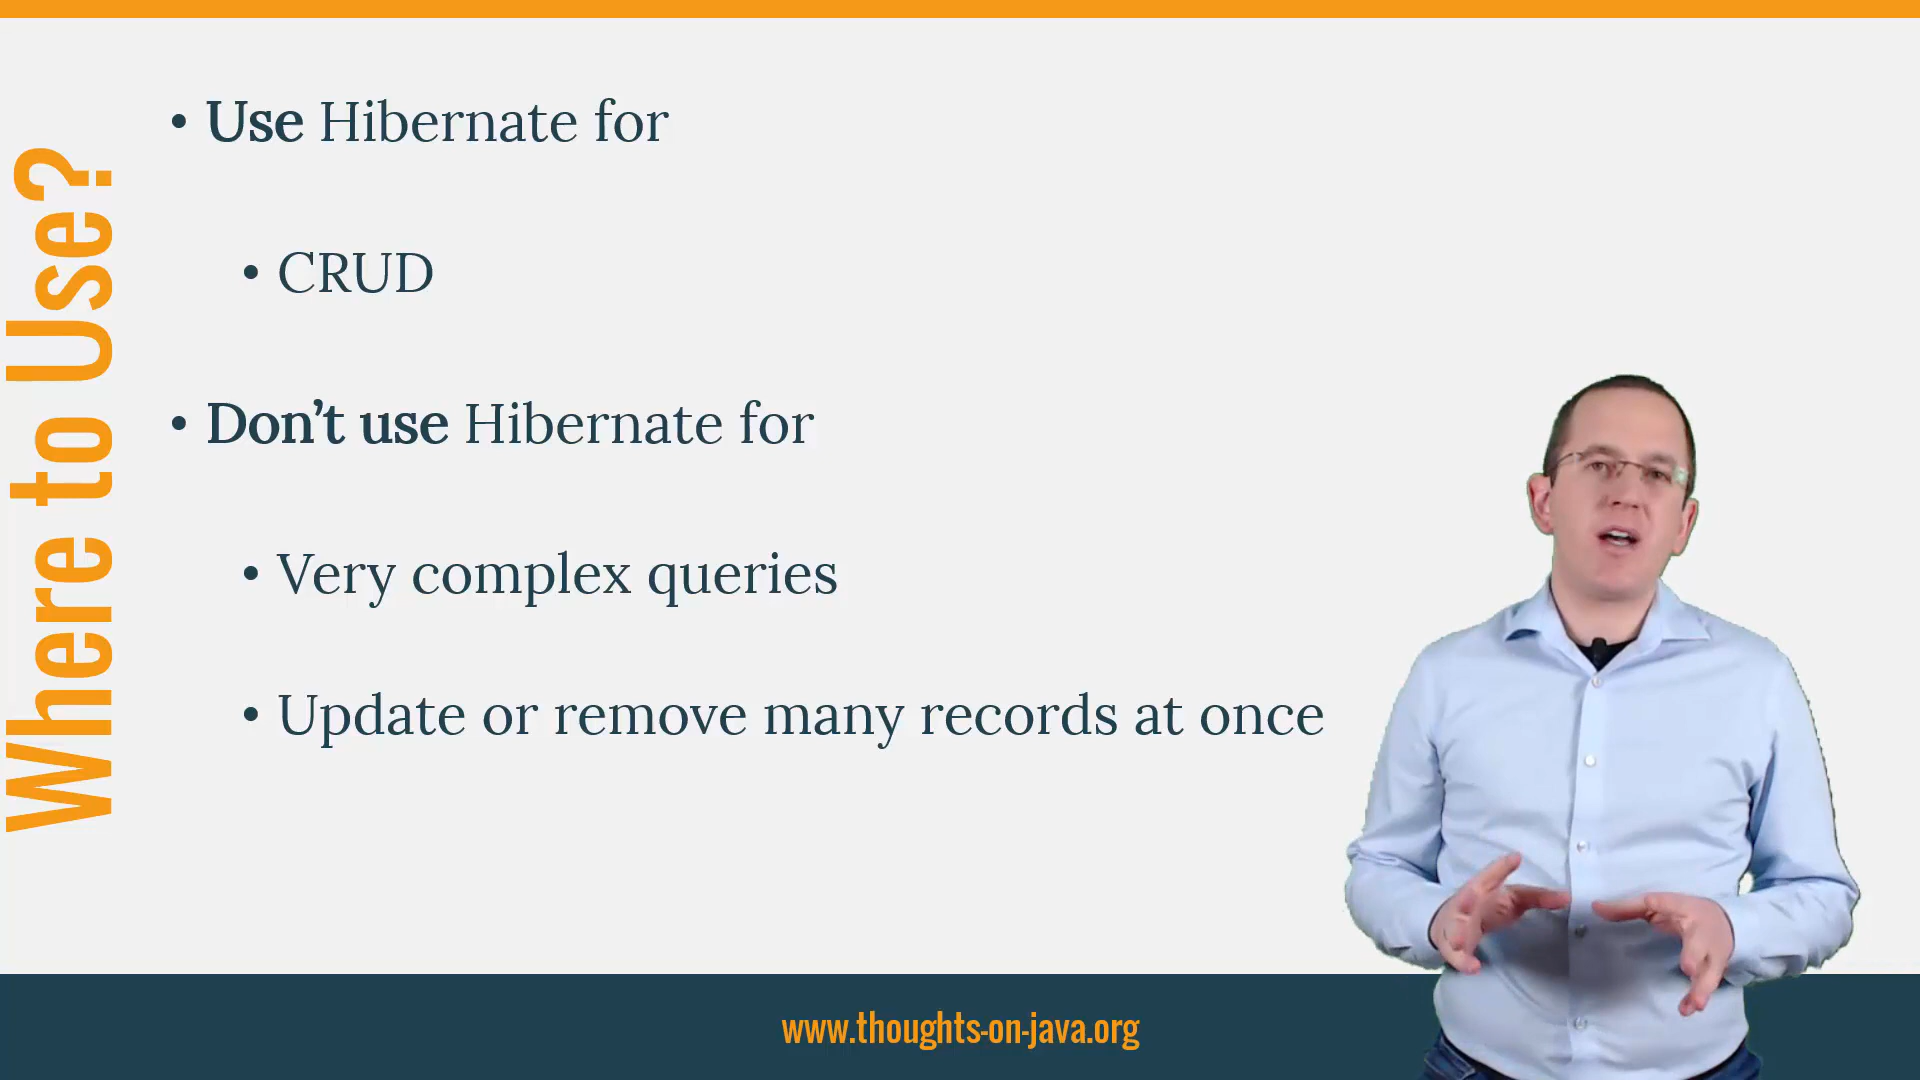 Where to Use?
• Use Hibernate for
• CRUD
• Don’t use Hibernate for
• Very complex queries
• Update or remove many records at once
www.thoughts-on-java.org